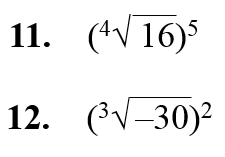 11. (⁴√16)⁵
12. (³√–30)²